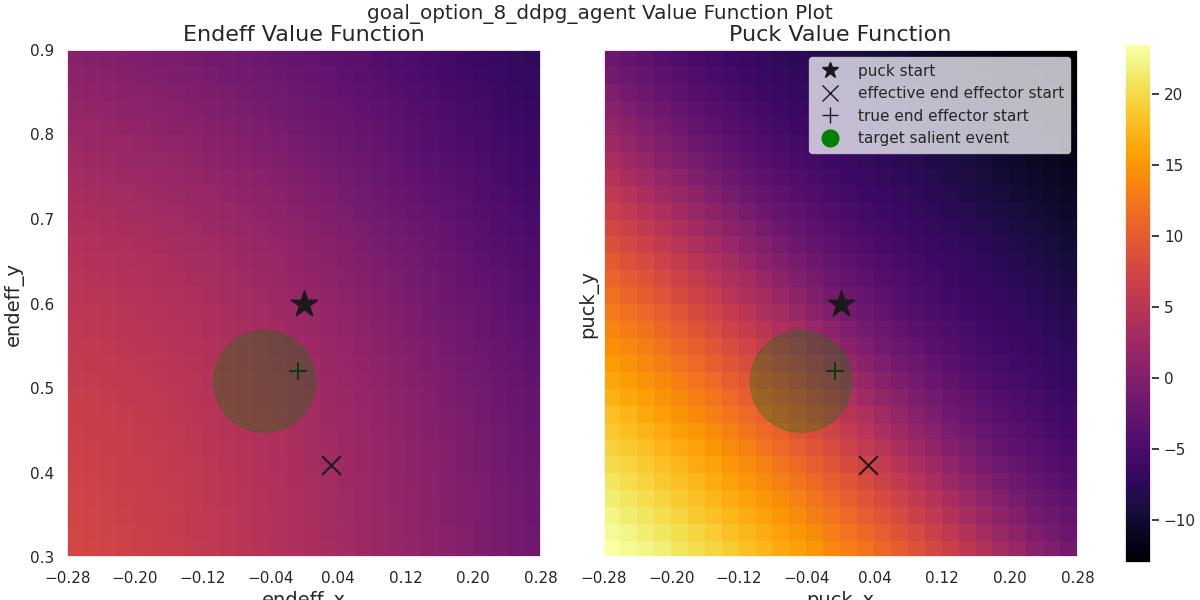 goal_option_8_ddpg_agent Value Function Plot
Endeff Value Function
Puck Value Function
0.9
0.8
0.7
0.6
0.5
0.4
0.3
endeff_y
−0.28 −0.20 −0.12 −0.04 0.04 0.12 0.20 0.28
endeff_x
puck start
effective end effector start
true end effector start
target salient event
puck_y
−0.28 −0.20 −0.12 −0.04 0.04 0.12 0.20 0.28
puck_x
20
15
10
5
0
−5
−10